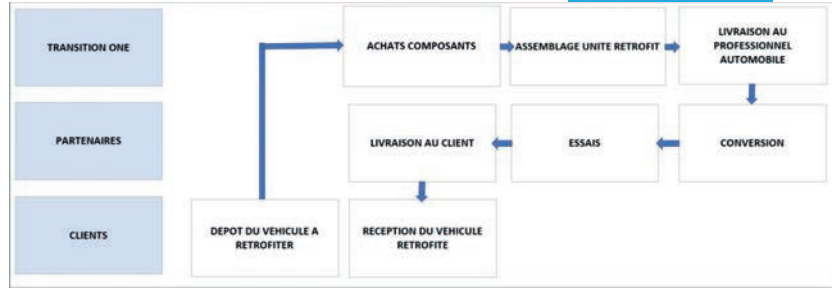 TRANSITION ONE
ACHATS COMPOSANTS
ASSEMBLAGE UNITE RETROFIT
LIVRAISON AU
PROFESSIONNEL
AUTOMOBILE
PARTENAIRES
LIVRAISON AU CLIENT
ESSAIS
CONVERSION
CLIENTS
DEPOT DU VEHICULE A
RETROFITER
RECEPTION DU VEHICULE
RETROFITE